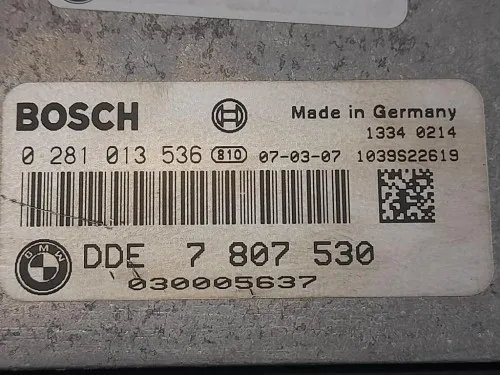 BOSCH
Made in Germany
1334 0214
0 281 013 536 810 07-03-07 1039S22619
BMW
DDE 7 807 530
030005637